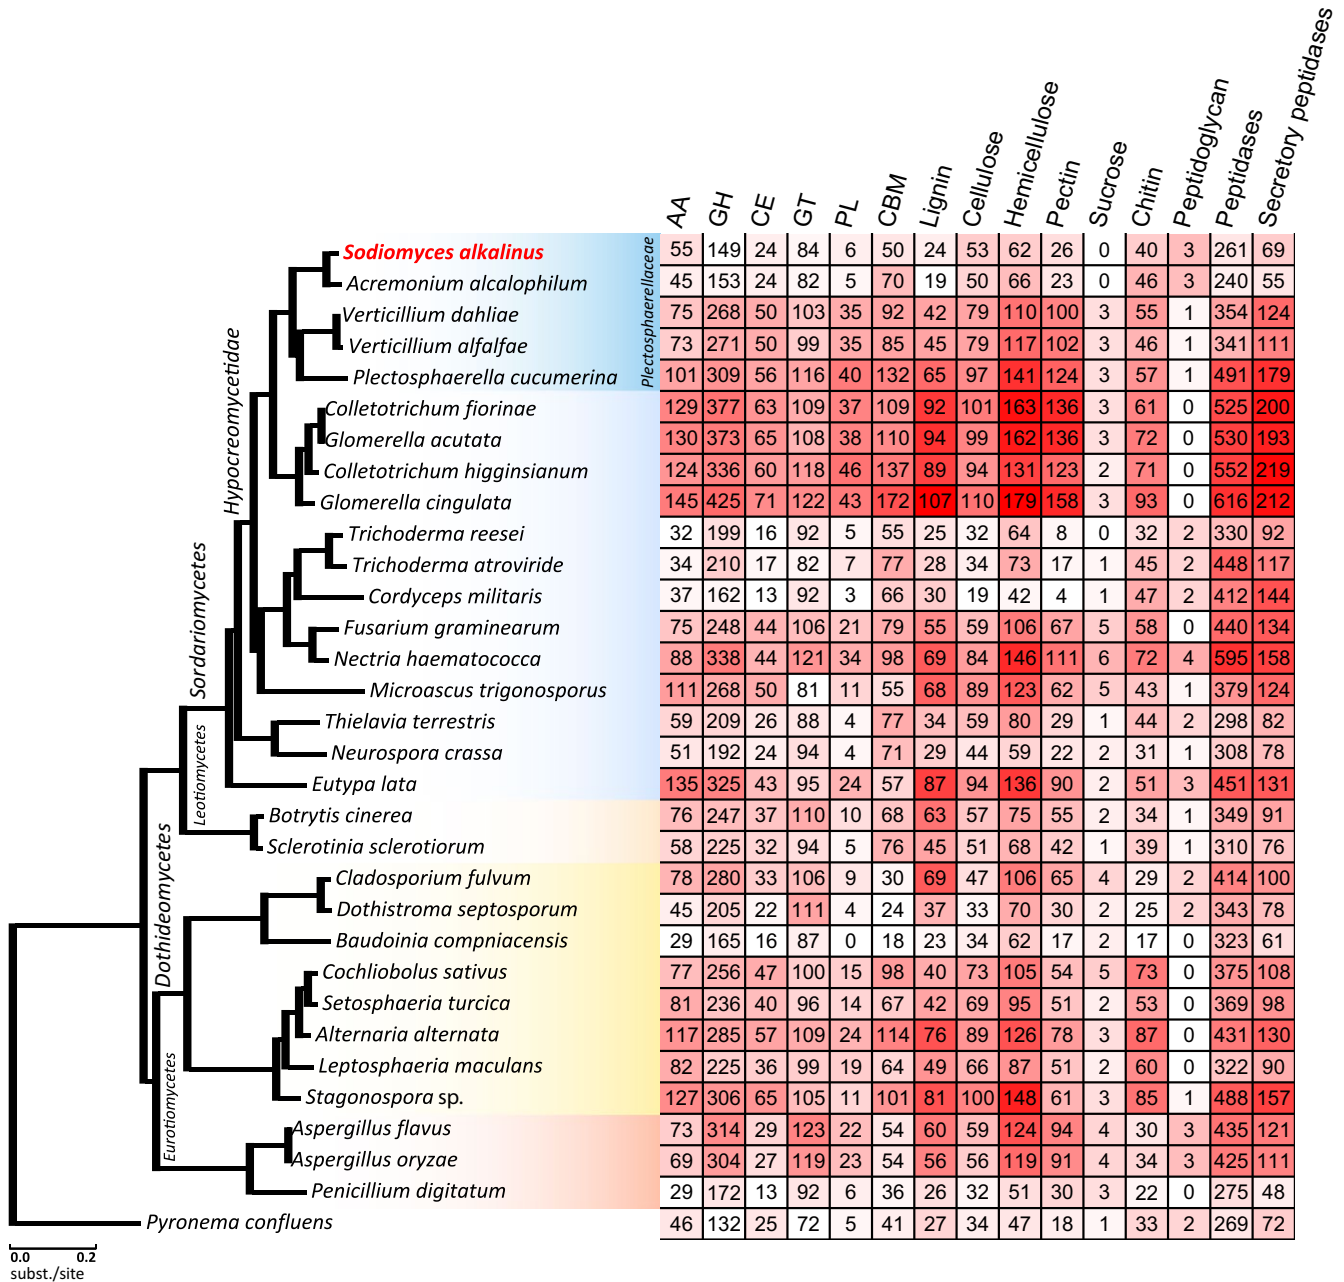 AA GH CE GT PL CBM Lignin Cellulose Hemicellulose Pectin Sucrose Chitin Peptidoglycan Peptidases Secretory peptidases
Plectosphaerellaceae
Hypocreomycetidae
Sordariomycetes
Leotiomycetes
Dothideomycetes
Eurotiomycetes
Sodiomyces alkalinus 55 149 24 84 6 50 24 53 62 26 0 40 3 261 69
Acremonium alcalophilum 45 153 24 82 5 70 19 50 66 23 0 46 3 240 55
Verticillium dahliae 75 268 50 103 35 92 42 79 110 100 3 55 1 354 124
Verticillium alfalfae 73 271 50 99 35 85 45 79 117 102 3 46 1 341 111
Plectosphaerella cucumerina 101 309 56 116 40 132 65 97 141 124 3 57 1 491 179
Colletotrichum fiorinae 129 377 63 109 37 109 92 101 163 136 3 61 0 525 200
Glomerella acutata 130 373 65 108 38 110 94 99 162 136 3 72 0 530 193
Colletotrichum higginsianum 124 336 60 118 46 137 89 94 131 123 2 71 0 552 219
Glomerella cingulata 145 425 71 122 43 172 107 110 179 158 3 93 0 616 212
Trichoderma reesei 32 199 16 92 5 55 25 32 64 8 0 32 2 330 92
Trichoderma atroviride 34 210 17 82 7 77 28 34 73 17 1 45 2 448 117
Cordyceps militaris 37 162 13 92 3 66 30 19 42 4 1 47 2 412 144
Fusarium graminearum 75 248 44 106 21 79 55 59 106 67 5 58 0 440 134
Nectria haematococca 88 338 44 121 34 98 69 84 146 111 6 72 4 595 158
Microascus trigonosporus 111 268 50 81 11 55 68 89 123 62 5 43 1 379 124
Thielavia terrestris 59 209 26 88 4 77 34 59 80 29 1 44 2 298 82
Neurospora crassa 51 192 24 94 4 71 29 44 59 22 2 31 1 308 78
Eutypa lata 135 325 43 95 24 57 87 94 136 90 2 51 3 451 131
Botrytis cinerea 76 247 37 110 10 68 63 57 75 55 2 34 1 349 91
Sclerotinia sclerotiorum 58 225 32 94 5 76 45 51 68 42 1 39 1 310 76
Cladosporium fulvum 78 280 33 106 9 30 69 47 106 65 4 29 2 414 100
Dothistroma septosporum 45 205 22 111 4 24 37 33 70 30 2 25 2 343 78
Baudoinia compniacensis 29 165 16 87 0 18 23 34 62 17 2 17 0 323 61
Cochliobolus sativus 77 256 47 100 15 98 40 73 105 54 5 73 0 375 108
Setosphaeria turcica 81 236 40 96 14 67 42 69 95 51 2 53 0 369 98
Alternaria alternata 117 285 57 109 24 114 76 89 126 78 3 87 0 431 130
Leptosphaeria maculans 82 225 36 99 19 64 49 66 87 51 2 60 0 322 90
Stagonospora sp. 127 306 65 105 11 101 81 100 148 61 3 85 1 488 157
Aspergillus flavus 73 314 29 123 22 54 60 59 124 94 4 30 3 435 121
Aspergillus oryzae 69 304 27 119 23 54 56 56 119 91 4 34 3 425 111
Penicillium digitatum 29 172 13 92 6 36 26 32 51 30 3 22 0 275 48
Pyronema confluens 46 132 25 72 5 41 27 34 47 18 1 33 2 269 72
0.0 0.2
subst./site